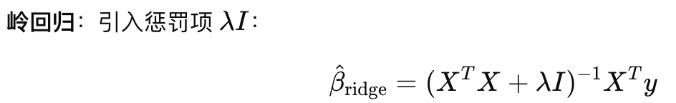 岭回归：引入惩罚项 λI：
β̂_ridge = (X^T X + λI)^{-1} X^T y